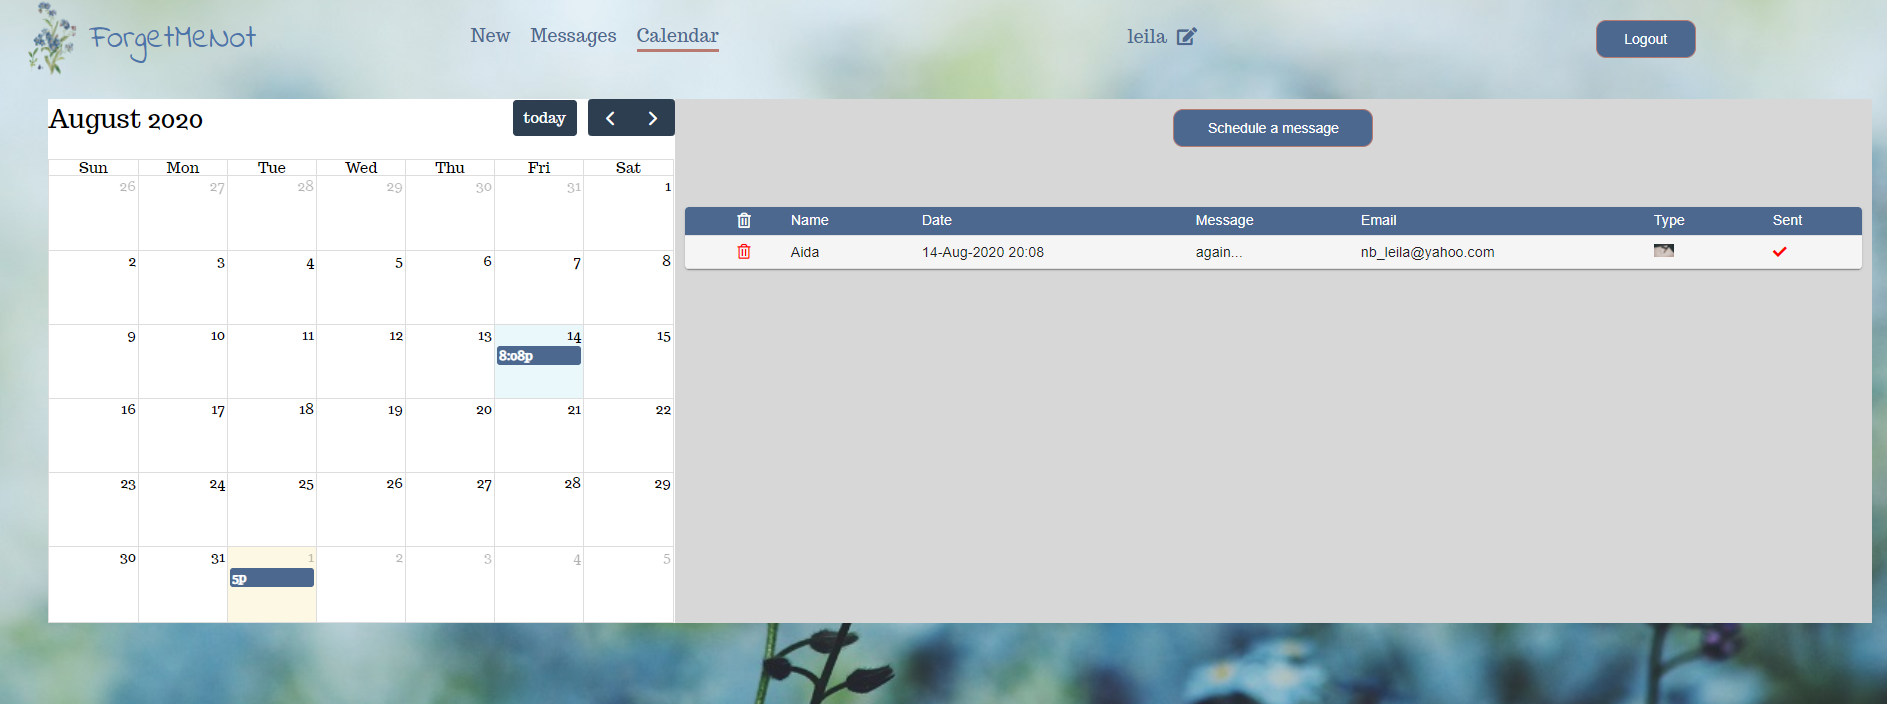 ForgetMeNot
New Messages Calendar
leila
Logout
August 2020
today
Sun Mon Tue Wed Thu Fri Sat
26 27 28 29 30 31 1
2 3 4 5 6 7 8
9 10 11 12 13 14 15
8:08p
16 17 18 19 20 21 22
23 24 25 26 27 28 29
30 31 1 2 3 4 5
5p
Schedule a message
Name Date Message Email Type Sent
Aida 14-Aug-2020 20:08 again... nb_leila@yahoo.com